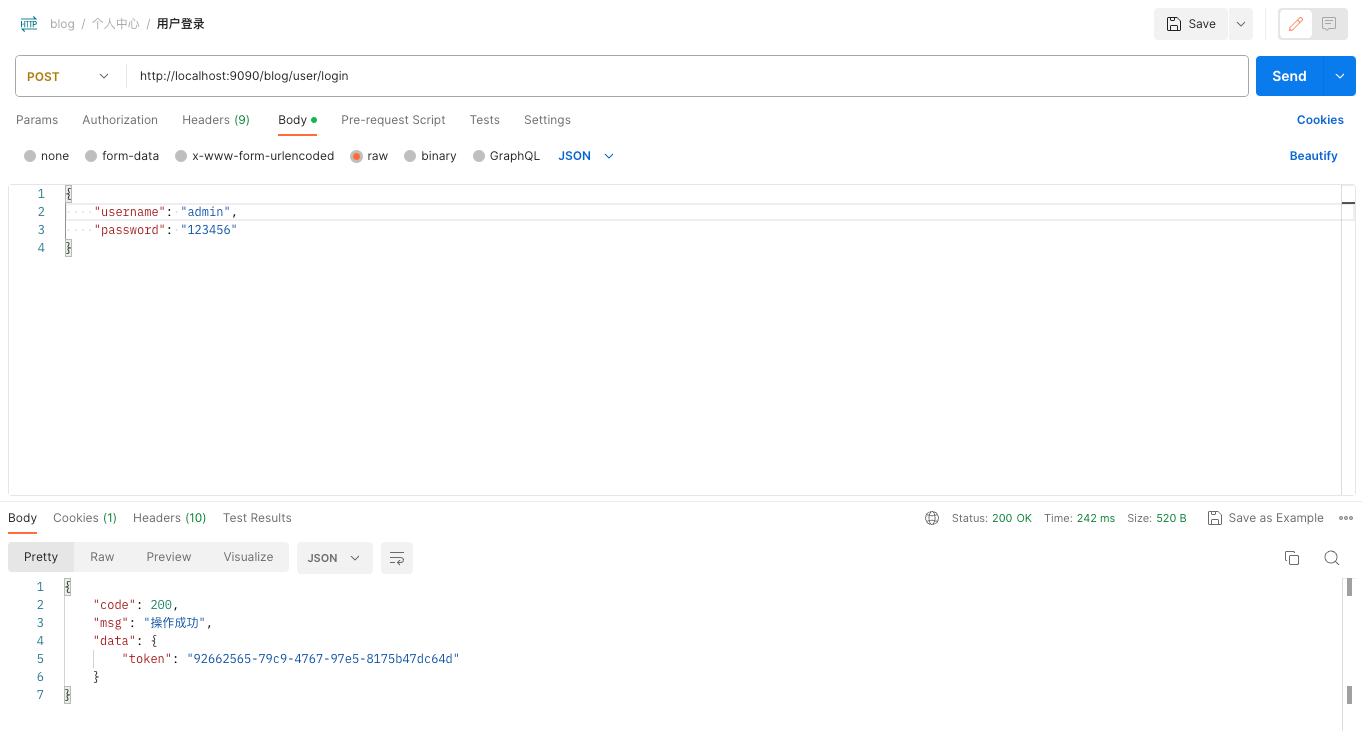 HTTP blog / 个人中心 / 用户登录 Save
POST http://localhost:9090/blog/user/login Send
Params Authorization Headers (9) Body Pre-request Script Tests Settings Cookies
none form-data x-www-form-urlencoded raw binary GraphQL JSON Beautify
1 {
2 ····"username":·"admin",
3 ····"password":·"123456"
4 }
Body Cookies (1) Headers (10) Test Results Status: 200 OK Time: 242 ms Size: 520 B Save as Example
Pretty Raw Preview Visualize JSON
1 {
2 "code": 200,
3 "msg": "操作成功",
4 "data": {
5 "token": "92662565-79c9-4767-97e5-8175b47dc64d"
6 }
7 }